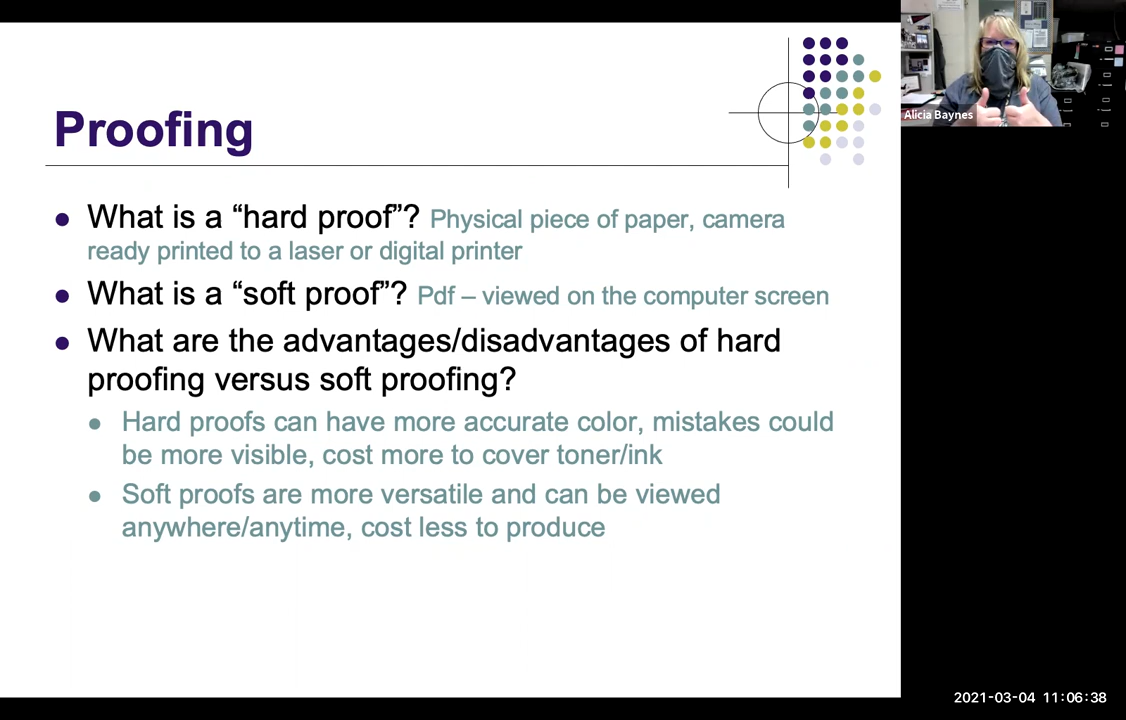 Proofing
What is a “hard proof”? Physical piece of paper, camera
ready printed to a laser or digital printer
What is a “soft proof”? Pdf – viewed on the computer screen
What are the advantages/disadvantages of hard
proofing versus soft proofing?
Hard proofs can have more accurate color, mistakes could
be more visible, cost more to cover toner/ink
Soft proofs are more versatile and can be viewed
anywhere/anytime, cost less to produce
Alicia Baynes
2021-03-04 11:06:38